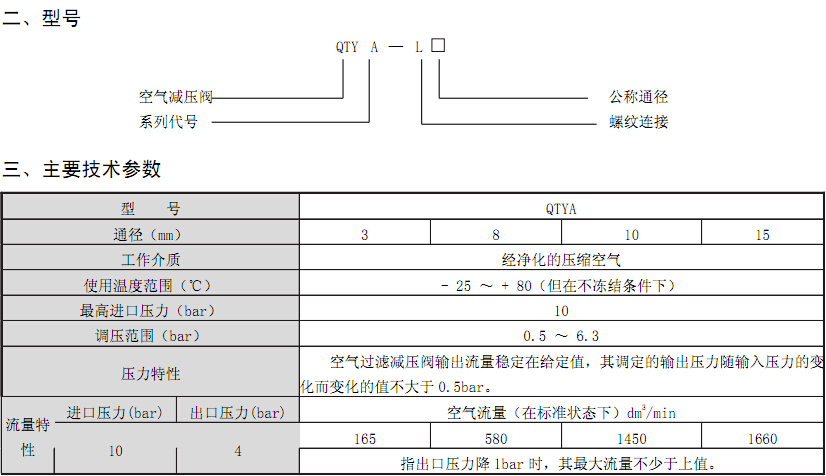 二、型号
QTY A — L □
空气减压阀 公称通径
系列代号 螺纹连接
三、主要技术参数
型 号 QTYA
通径（mm） 3 8 10 15
工作介质 经净化的压缩空气
使用温度范围（℃） - 25 ～ + 80（但在不冻结条件下）
最高进口压力（bar） 10
调压范围（bar） 0.5 ～ 6.3
压力特性 空气过滤减压阀输出流量稳定在给定值，其调定的输出压力随输入压力的变
化而变化的值不大于0.5bar。
流量特性 进口压力(bar) 出口压力(bar) 空气流量（在标准状态下）dm³/min
10 4 165 580 1450 1660
指出口压力降1bar时，其最大流量不少于上值。